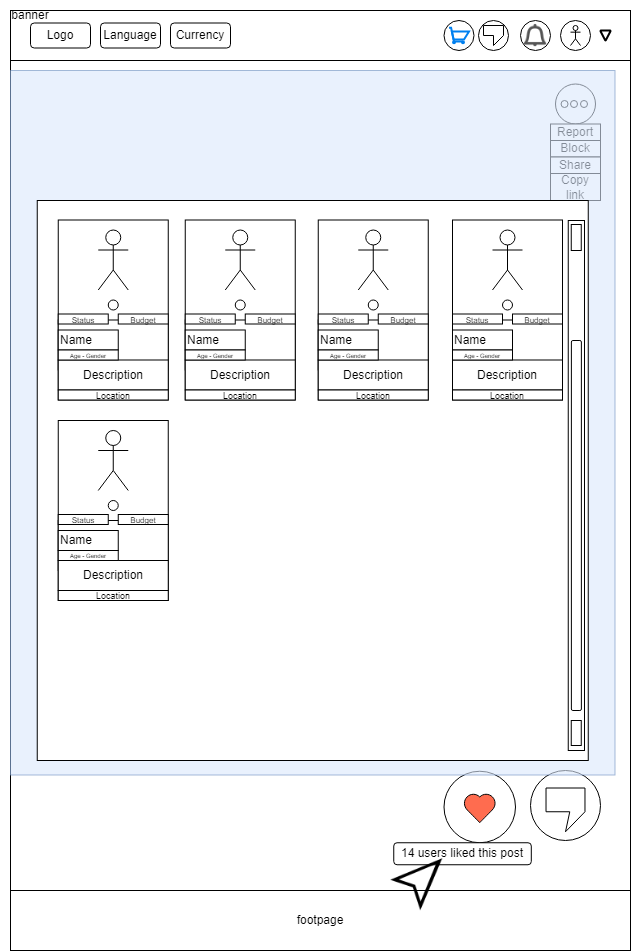 banner
Logo
Language
Currency
Report
Block
Share
Copy
link
Status
Budget
Name
Age - Gender
Description
Location
Status
Budget
Name
Age - Gender
Description
Location
Status
Budget
Name
Age - Gender
Description
Location
Status
Budget
Name
Age - Gender
Description
Location
Status
Budget
Name
Age - Gender
Description
Location
14 users liked this post
footpage